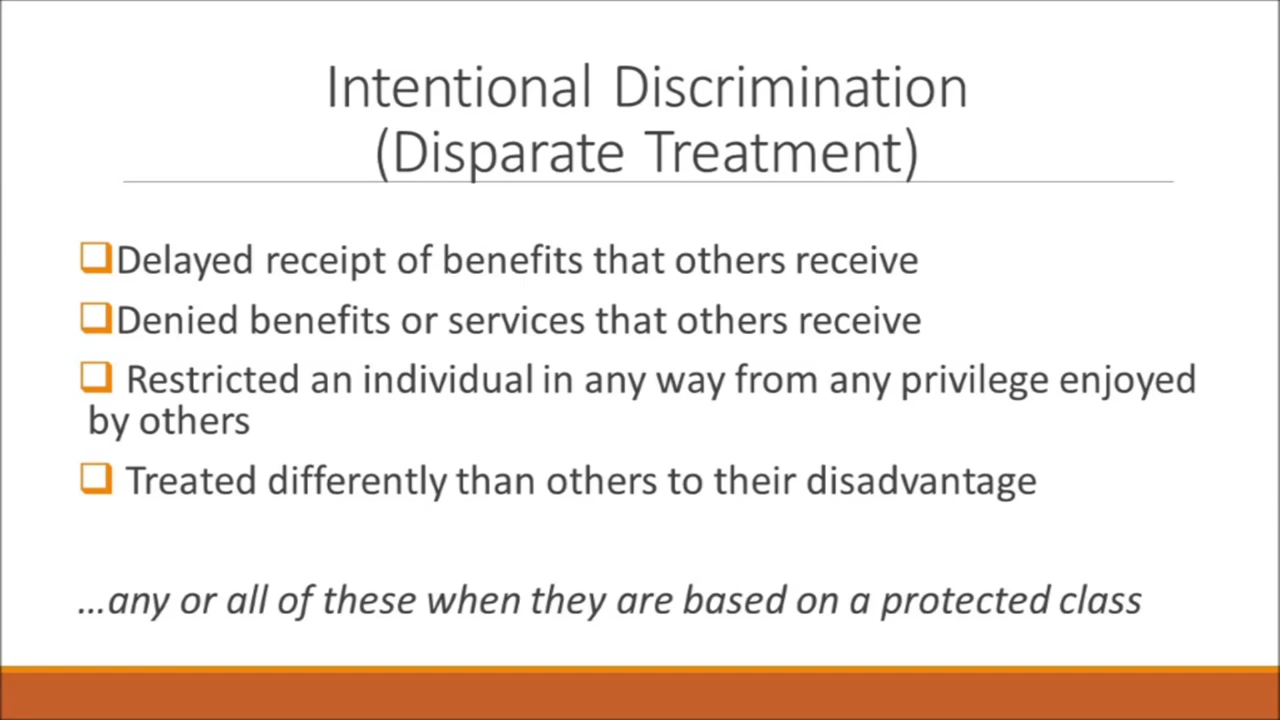 Intentional Discrimination
(Disparate Treatment)
Delayed receipt of benefits that others receive
Denied benefits or services that others receive
Restricted an individual in any way from any privilege enjoyed
by others
Treated differently than others to their disadvantage
…any or all of these when they are based on a protected class